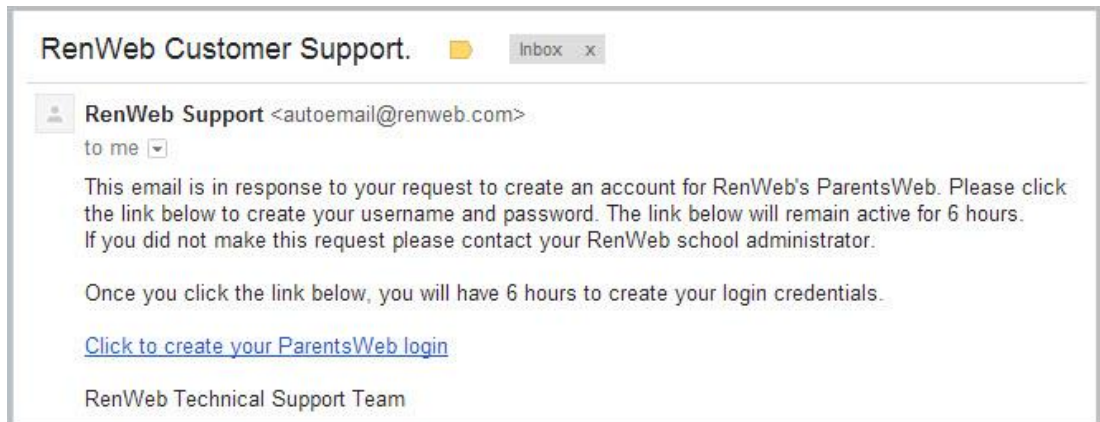 RenWeb Customer Support.
Inbox x
RenWeb Support <autoemail@renweb.com>
to me
This email is in response to your request to create an account for RenWeb's ParentsWeb. Please click
the link below to create your username and password. The link below will remain active for 6 hours.
If you did not make this request please contact your RenWeb school administrator.
Once you click the link below, you will have 6 hours to create your login credentials.
Click to create your ParentsWeb login
RenWeb Technical Support Team